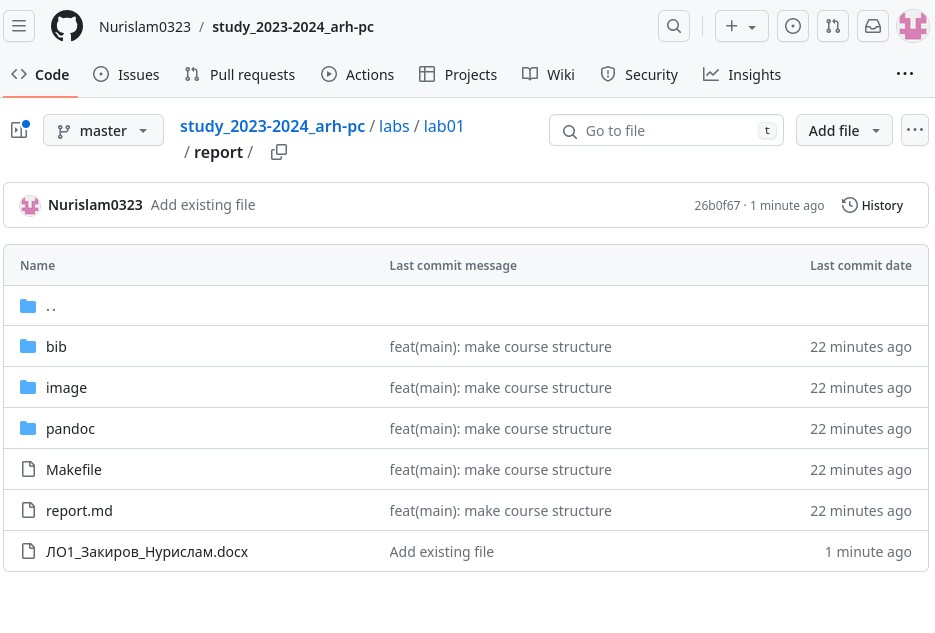 Nurislam0323 / study_2023-2024_arh-pc
Code Issues Pull requests Actions Projects Wiki Security Insights
master study_2023-2024_arh-pc / labs / lab01 Go to file t Add file
/ report /
Nurislam0323 Add existing file 26b0f67 · 1 minute ago History
Name Last commit message Last commit date
..
bib feat(main): make course structure 22 minutes ago
image feat(main): make course structure 22 minutes ago
pandoc feat(main): make course structure 22 minutes ago
Makefile feat(main): make course structure 22 minutes ago
report.md feat(main): make course structure 22 minutes ago
ЛО1_Закиров_Нурислам.docx Add existing file 1 minute ago